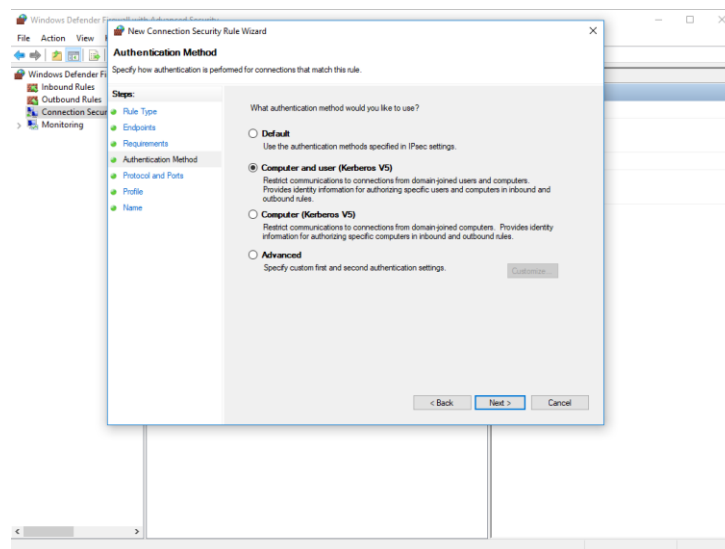 Windows Defender Firewall with Advanced Security
File Action View
Windows Defender Fi
Inbound Rules
Outbound Rules
Connection Secur
Monitoring
New Connection Security Rule Wizard
Authentication Method
Specify how authentication is performed for connections that match this rule.
Steps:
Rule Type
Endpoints
Requirements
Authentication Method
Protocol and Ports
Profile
Name
What authentication method would you like to use?
Default
Use the authentication methods specified in IPsec settings.
Computer and user (Kerberos V5)
Restrict communications to connections from domain-joined users and computers.
Provides identity information for authorizing specific users and computers in inbound and
outbound rules.
Computer (Kerberos V5)
Restrict communications to connections from domain-joined computers. Provides identity
information for authorizing specific computers in inbound and outbound rules.
Advanced
Specify custom first and second authentication settings.
Customize...
< Back Next > Cancel